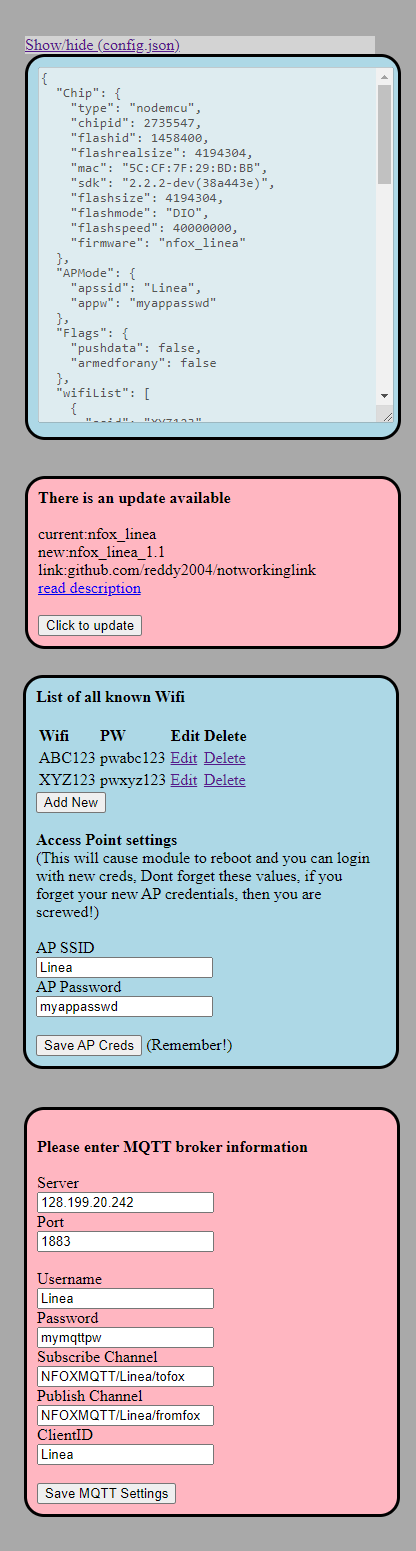 Show/hide (config.json)
{
"Chip": {
"type": "nodemcu",
"chipid": 2735547,
"flashid": 1458400,
"flashrealsize": 4194304,
"mac": "5C:CF:7F:29:BD:BB",
"sdk": "2.2.2-dev(38a443e)",
"flashsize": 4194304,
"flashmode": "DIO",
"flashspeed": 40000000,
"firmware": "nfox_linea"
},
"APMode": {
"apssid": "Linea",
"appw": "myappasswd"
},
"Flags": {
"pushdata": false,
"armedforany": false
},
"wifiList": [
{
"ssid": "XYZ123",
There is an update available
current:nfox_linea
new:nfox_linea_1.1
link:github.com/reddy2004/notworkinglink
read description
Click to update
List of all known Wifi
Wifi PW Edit Delete
ABC123 pwabc123 Edit Delete
XYZ123 pwxyz123 Edit Delete
Add New
Access Point settings
(This will cause module to reboot and you can login
with new creds, Dont forget these values, if you
forget your new AP credentials, then you are
screwed!)
AP SSID
Linea
AP Password
myappasswd
Save AP Creds (Remember!)
Please enter MQTT broker information
Server
128.199.20.242
Port
1883
Username
Linea
Password
mymqttpw
Subscribe Channel
NFOXMQTT/Linea/tofox
Publish Channel
NFOXMQTT/Linea/fromfox
ClientID
Linea
Save MQTT Settings